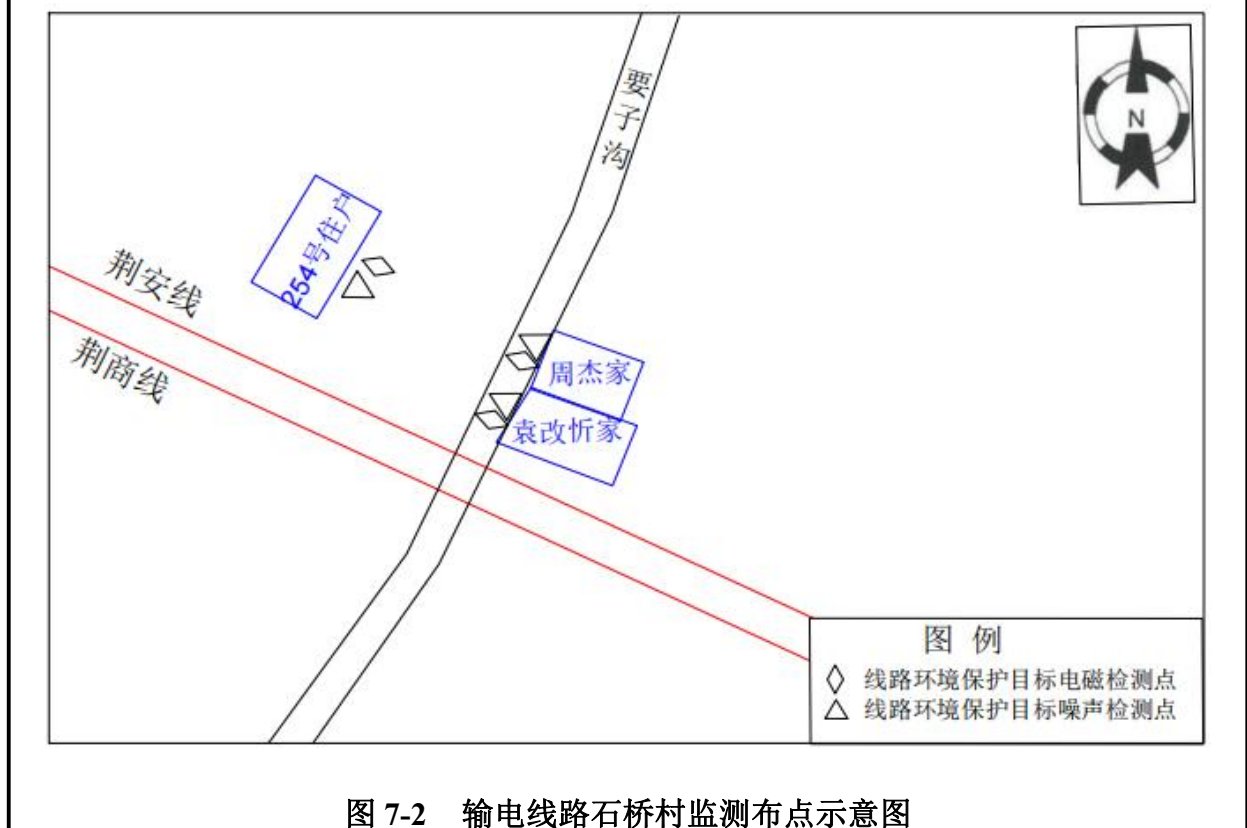 要子沟
N
254号住户
荆安线
荆商线
周杰家
袁改忻家
图 例
线路环境保护目标电磁检测点
线路环境保护目标噪声检测点
图 7-2 输电线路石桥村监测布点示意图